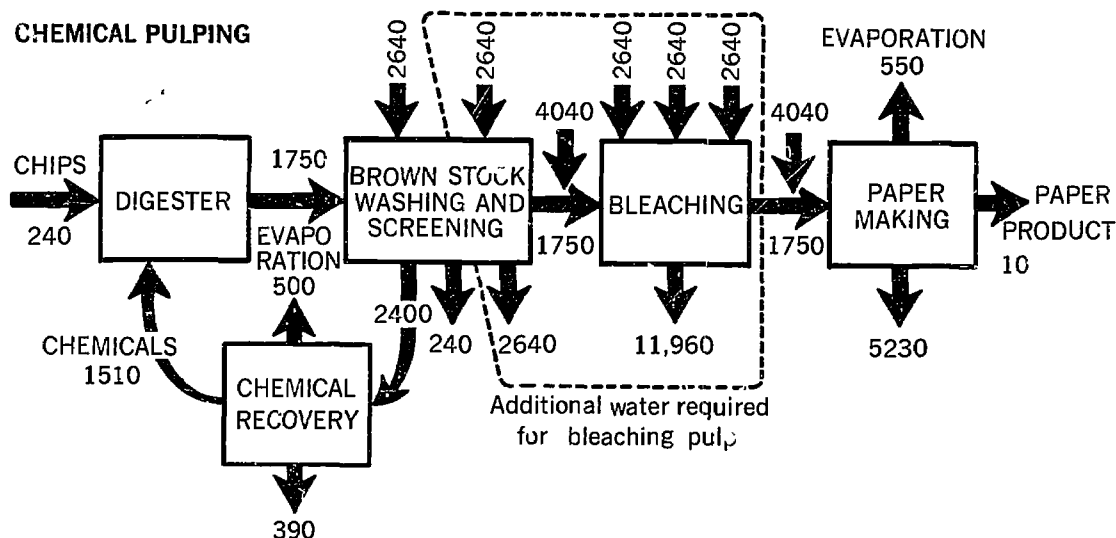 CHEMICAL PULPING
2640
2640
2640
2640
2640
EVAPORATION
550
4040
4040
CHIPS
240
DIGESTER
1750
BROWN STOCK
WASHING AND
SCREENING
1750
BLEACHING
1750
PAPER
MAKING
PAPER
PRODUCT
10
EVAPO
RATION
500
2400
240
2640
11,960
5230
CHEMICALS
1510
CHEMICAL
RECOVERY
390
Additional water required
for bleaching pulp